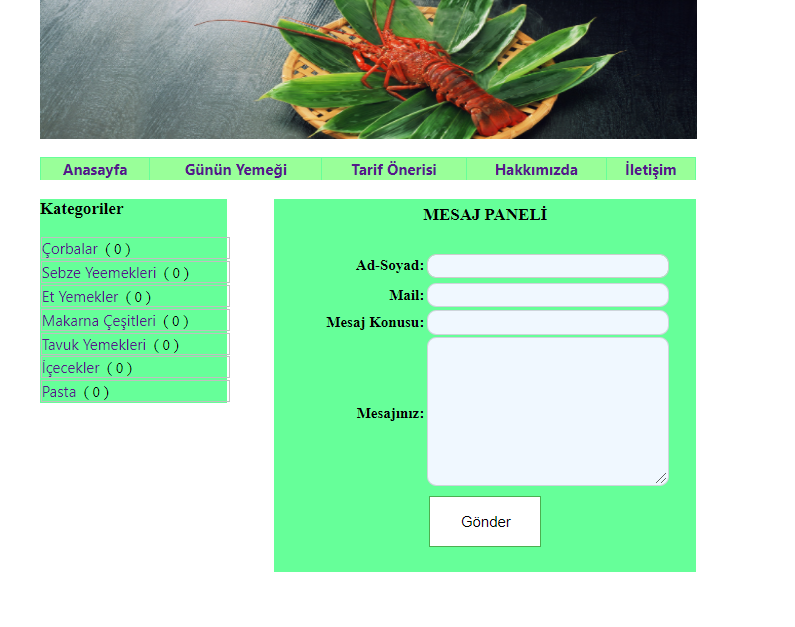 Anasayfa Günün Yemeği Tarif Önerisi Hakkımızda İletişim
Kategoriler
Çorbalar ( 0 )
Sebze Yeemekleri ( 0 )
Et Yemekler ( 0 )
Makarna Çeşitleri ( 0 )
Tavuk Yemekleri ( 0 )
İçecekler ( 0 )
Pasta ( 0 )
MESAJ PANELİ
Ad-Soyad:
Mail:
Mesaj Konusu:
Mesajınız:
Gönder